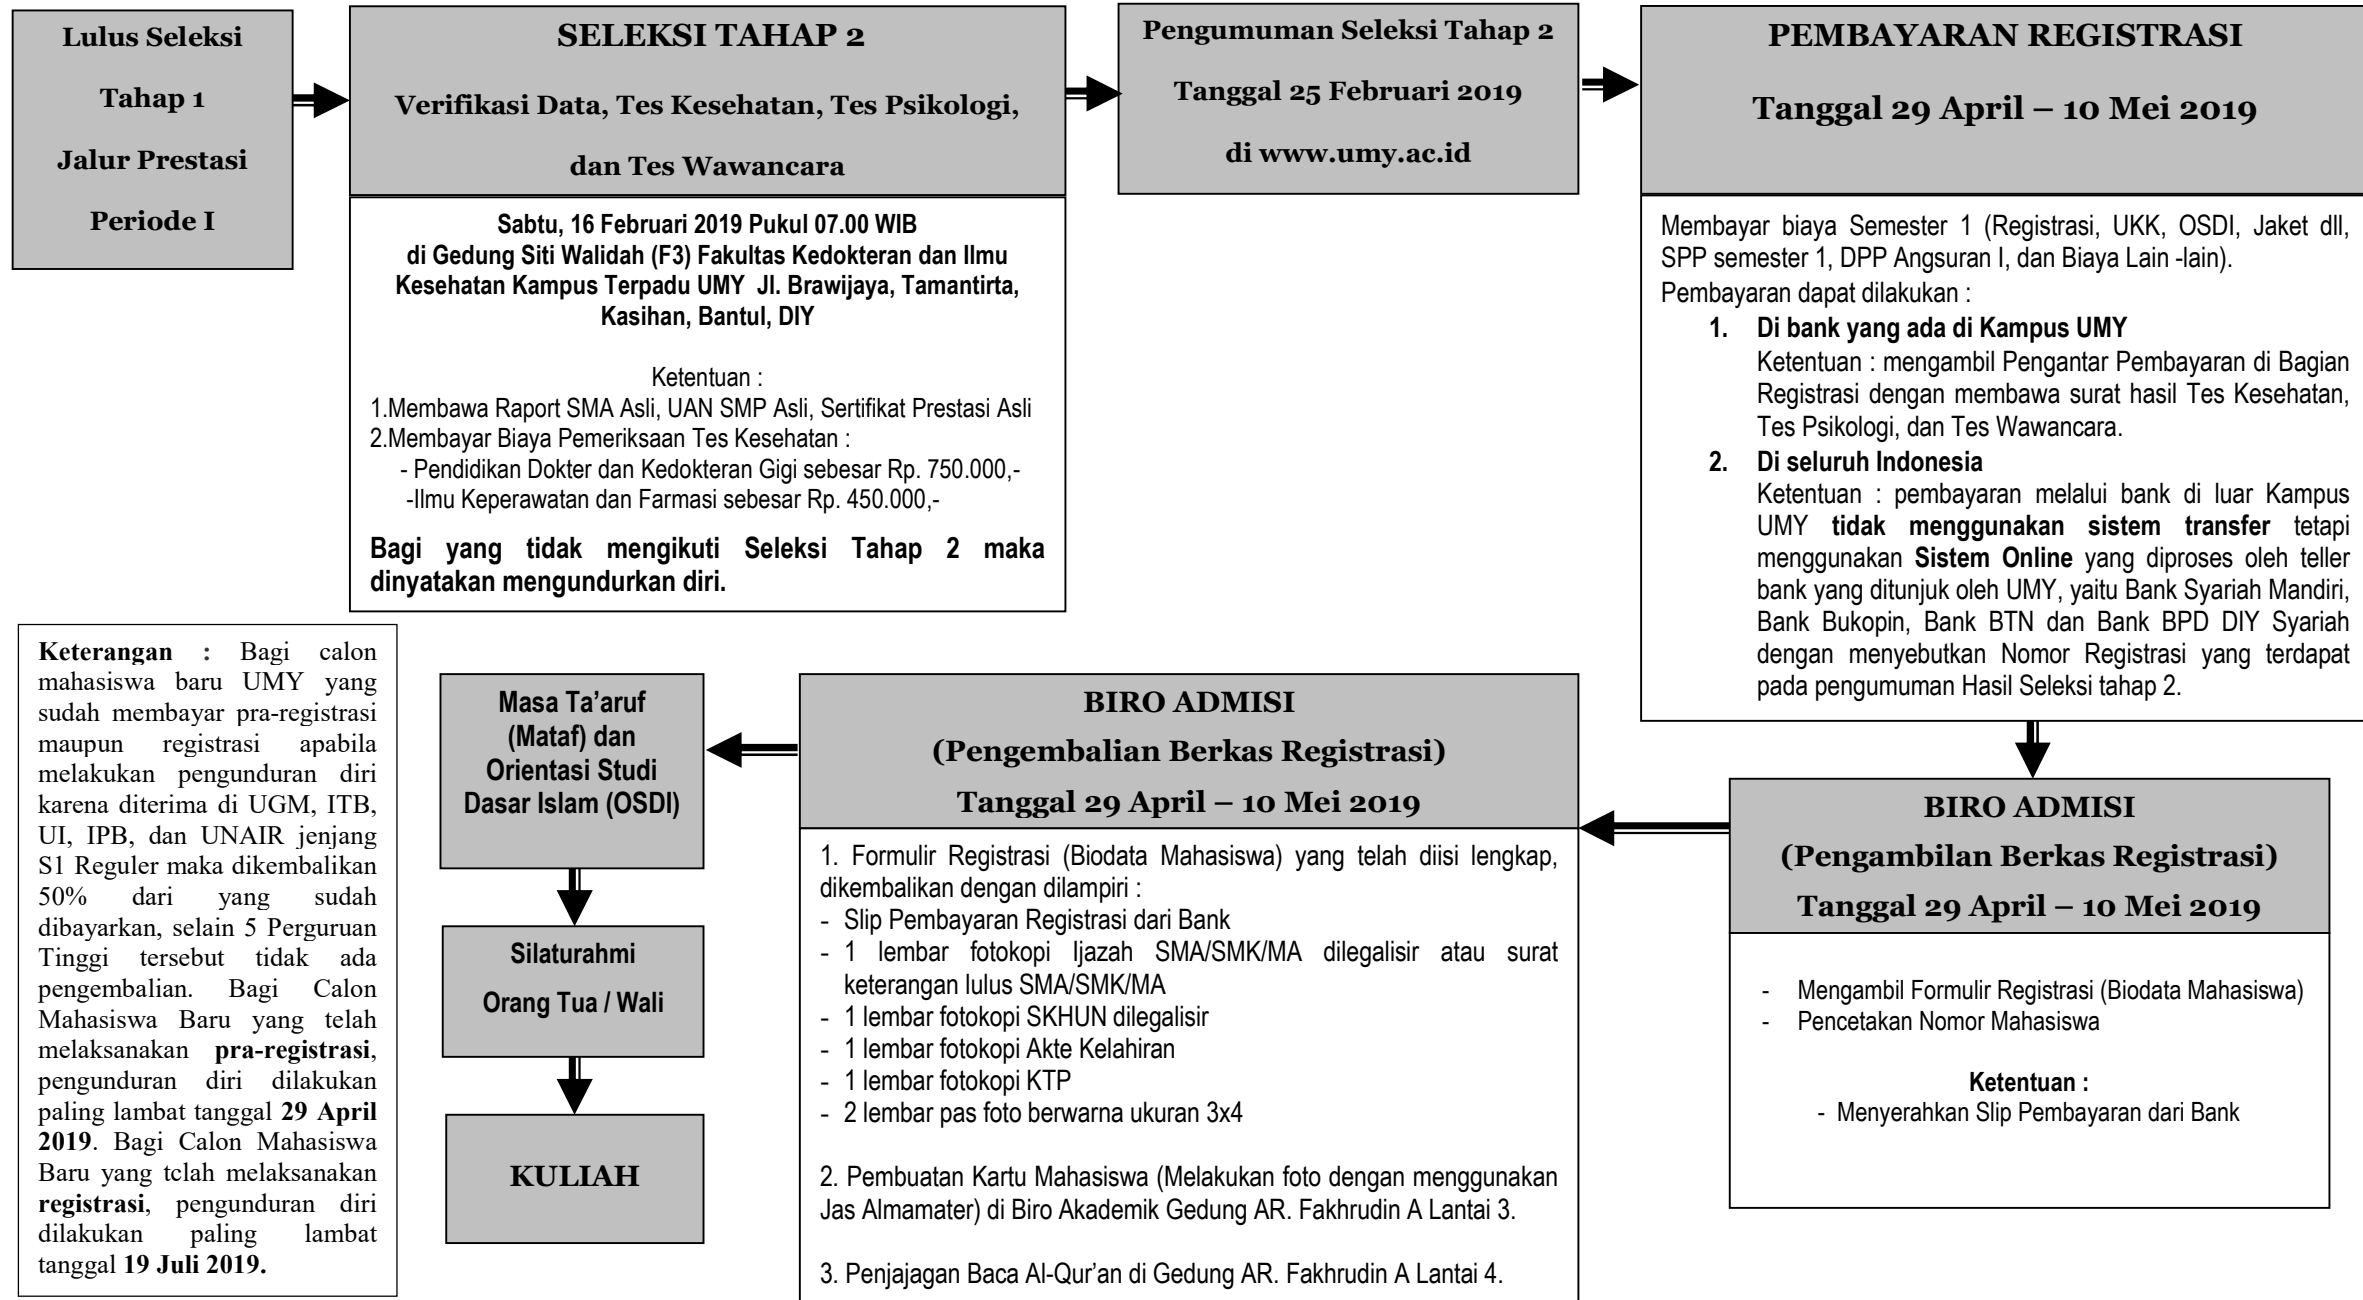 Lulus Seleksi
Tahap 1
Jalur Prestasi
Periode I
SELEKSI TAHAP 2
Verifikasi Data, Tes Kesehatan, Tes Psikologi,
dan Tes Wawancara
Sabtu, 16 Februari 2019 Pukul 07.00 WIB
di Gedung Siti Walidah (F3) Fakultas Kedokteran dan Ilmu
Kesehatan Kampus Terpadu UMY Jl. Brawijaya, Tamantirta,
Kasihan, Bantul, DIY
Ketentuan :
1.Membawa Raport SMA Asli, UAN SMP Asli, Sertifikat Prestasi Asli
2.Membayar Biaya Pemeriksaan Tes Kesehatan :
- Pendidikan Dokter dan Kedokteran Gigi sebesar Rp. 750.000,-
-Ilmu Keperawatan dan Farmasi sebesar Rp. 450.000,-
Bagi yang tidak mengikuti Seleksi Tahap 2 maka
dinyatakan mengundurkan diri.
Pengumuman Seleksi Tahap 2
Tanggal 25 Februari 2019
di www.umy.ac.id
PEMBAYARAN REGISTRASI
Tanggal 29 April – 10 Mei 2019
Membayar biaya Semester 1 (Registrasi, UKK, OSDI, Jaket dll,
SPP semester 1, DPP Angsuran I, dan Biaya Lain -lain).
Pembayaran dapat dilakukan :
1. Di bank yang ada di Kampus UMY
Ketentuan : mengambil Pengantar Pembayaran di Bagian
Registrasi dengan membawa surat hasil Tes Kesehatan,
Tes Psikologi, dan Tes Wawancara.
2. Di seluruh Indonesia
Ketentuan : pembayaran melalui bank di luar Kampus
UMY tidak menggunakan sistem transfer tetapi
menggunakan Sistem Online yang diproses oleh teller
bank yang ditunjuk oleh UMY, yaitu Bank Syariah Mandiri,
Bank Bukopin, Bank BTN dan Bank BPD DIY Syariah
dengan menyebutkan Nomor Registrasi yang terdapat
pada pengumuman Hasil Seleksi tahap 2.
BIRO ADMISI
(Pengambilan Berkas Registrasi)
Tanggal 29 April – 10 Mei 2019
- Mengambil Formulir Registrasi (Biodata Mahasiswa)
- Pencetakan Nomor Mahasiswa
Ketentuan :
- Menyerahkan Slip Pembayaran dari Bank
BIRO ADMISI
(Pengembalian Berkas Registrasi)
Tanggal 29 April – 10 Mei 2019
1. Formulir Registrasi (Biodata Mahasiswa) yang telah diisi lengkap,
dikembalikan dengan dilampiri :
- Slip Pembayaran Registrasi dari Bank
- 1 lembar fotokopi Ijazah SMA/SMK/MA dilegalisir atau surat
keterangan lulus SMA/SMK/MA
- 1 lembar fotokopi SKHUN dilegalisir
- 1 lembar fotokopi Akte Kelahiran
- 1 lembar fotokopi KTP
- 2 lembar pas foto berwarna ukuran 3x4
2. Pembuatan Kartu Mahasiswa (Melakukan foto dengan menggunakan
Jas Almamater) di Biro Akademik Gedung AR. Fakhrudin A Lantai 3.
3. Penjajagan Baca Al-Qur’an di Gedung AR. Fakhrudin A Lantai 4.
Masa Ta’aruf
(Mataf) dan
Orientasi Studi
Dasar Islam (OSDI)
Silaturahmi
Orang Tua / Wali
KULIAH
Keterangan : Bagi calon
mahasiswa baru UMY yang
sudah membayar pra-registrasi
maupun registrasi apabila
melakukan pengunduran diri
karena diterima di UGM, ITB,
UI, IPB, dan UNAIR jenjang
S1 Reguler maka dikembalikan
50% dari yang sudah
dibayarkan, selain 5 Perguruan
Tinggi tersebut tidak ada
pengembalian. Bagi Calon
Mahasiswa Baru yang telah
melaksanakan pra-registrasi,
pengunduran diri dilakukan
paling lambat tanggal 29 April
2019. Bagi Calon Mahasiswa
Baru yang telah melaksanakan
registrasi, pengunduran diri
dilakukan paling lambat
tanggal 19 Juli 2019.